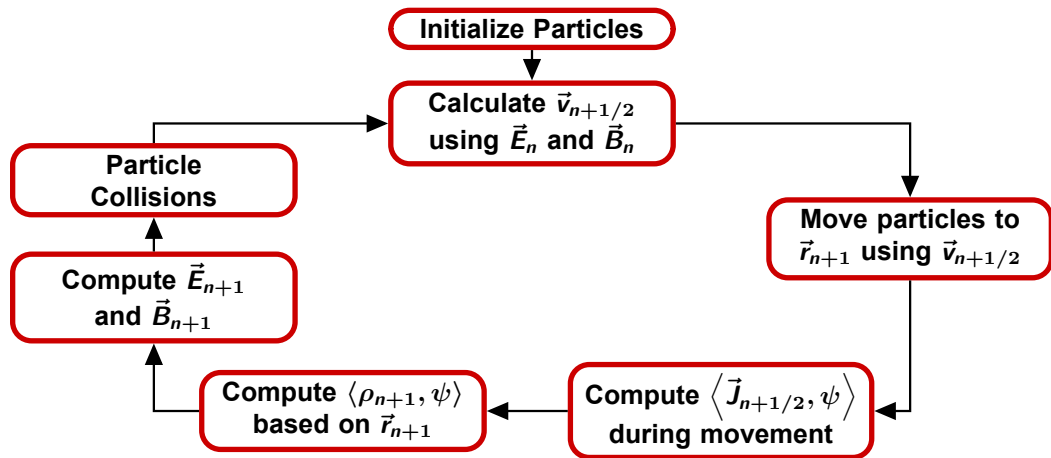 Initialize Particles
Calculate v⃗ₙ₊₁/₂
using E⃗ₙ and B⃗ₙ
Move particles to
r⃗ₙ₊₁ using v⃗ₙ₊₁/₂
Compute ⟨J⃗ₙ₊₁/₂, ψ⟩
during movement
Compute ⟨ρₙ₊₁, ψ⟩
based on r⃗ₙ₊₁
Compute E⃗ₙ₊₁
and B⃗ₙ₊₁
Particle
Collisions